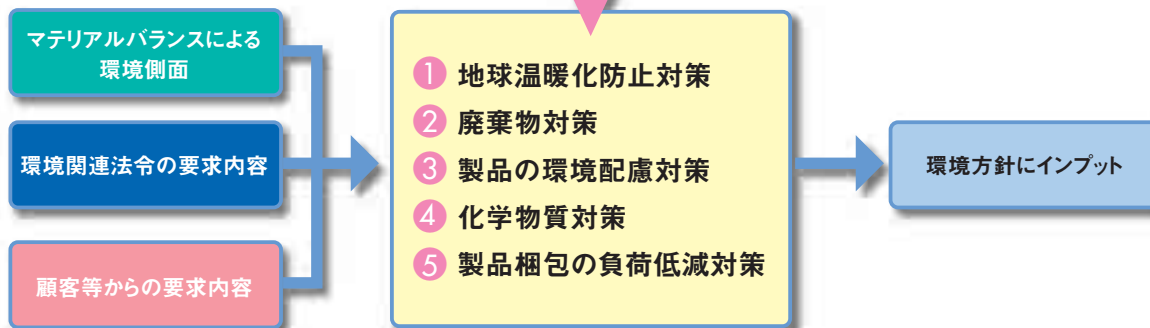 マテリアルバランスによる
環境側面
環境関連法令の要求内容
顧客等からの要求内容
1 地球温暖化防止対策
2 廃棄物対策
3 製品の環境配慮対策
4 化学物質対策
5 製品梱包の負荷低減対策
環境方針にインプット